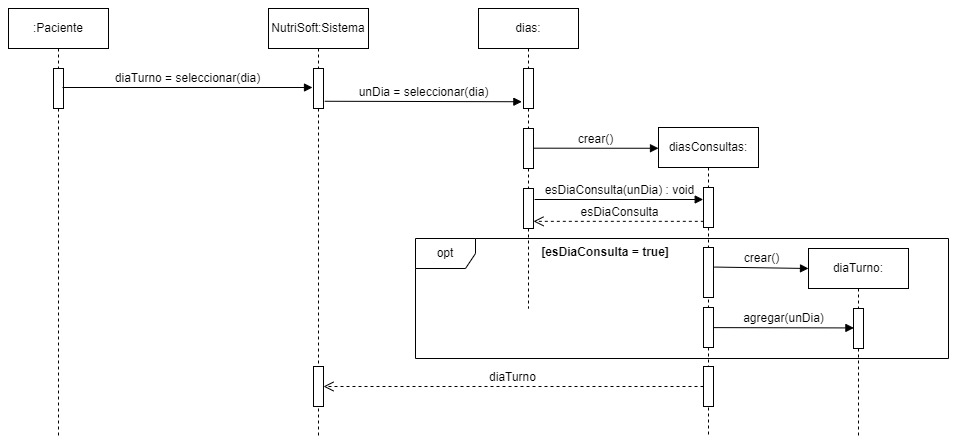 :Paciente
NutriSoft:Sistema
dias:
diaTurno = seleccionar(dia)
unDia = seleccionar(dia)
crear()
diasConsultas:
esDiaConsulta(unDia) : void
esDiaConsulta
opt
[esDiaConsulta = true]
crear()
diaTurno:
agregar(unDia)
diaTurno